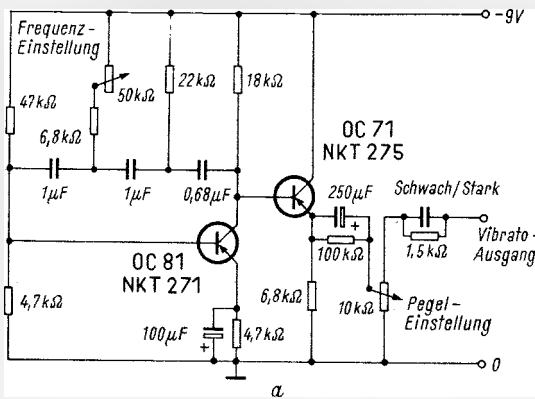 Frequenz-
Einstellung
-9V
50kΩ
22kΩ
18kΩ
47kΩ
6,8kΩ
OC 71
NKT 275
1µF
1µF
0,68µF
250µF
+
Schwach/Stark
100kΩ
1,5kΩ
Vibrato-
Ausgang
OC 81
NKT 271
4,7kΩ
100µF
+
4,7kΩ
6,8kΩ
10kΩ
Pegel-
Einstellung
0
a